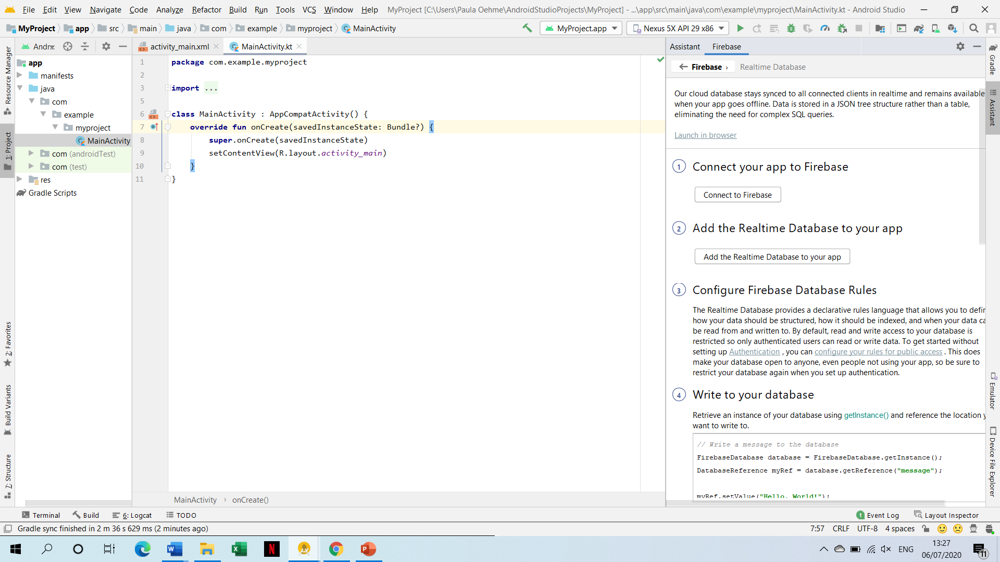 File Edit View Navigate Code Analyze Refactor Build Run Tools VCS Window Help MyProject [C:\Users\Paula Oehme\AndroidStudioProjects\MyProject] - ...\app\src\main\java\com\example\myproject\MainActivity.kt - Android Studio
MyProject app src main java com example myproject MainActivity MyProject.app Nexus 5X API 29 x86
Andr
activity_main.xml MainActivity.kt
Assistant Firebase
Resource Manager
1: Project
2: Favorites
Build Variants
7: Structure
app
manifests
java
com
example
myproject
MainActivity
com (androidTest)
com (test)
res
Gradle Scripts
1 package com.example.myproject
2
3 import ...
5
6 class MainActivity : AppCompatActivity() {
7 override fun onCreate(savedInstanceState: Bundle?) {
8 super.onCreate(savedInstanceState)
9 setContentView(R.layout.activity_main)
10 }
11 }
MainActivity › onCreate()
Firebase › Realtime Database
Our cloud database stays synced to all connected clients in realtime and remains available
when your app goes offline. Data is stored in a JSON tree structure rather than a table,
eliminating the need for complex SQL queries.
Launch in browser
1 Connect your app to Firebase
Connect to Firebase
2 Add the Realtime Database to your app
Add the Realtime Database to your app
3 Configure Firebase Database Rules
The Realtime Database provides a declarative rules language that allows you to defin
how your data should be structured, how it should be indexed, and when your data ca
be read from and written to. By default, read and write access to your database is
restricted so only authenticated users can read or write data. To get started without
setting up Authentication , you can configure your rules for public access . This does
make your database open to anyone, even people not using your app, so be sure to
restrict your database again when you set up authentication.
4 Write to your database
Retrieve an instance of your database using getInstance() and reference the location y
want to write to.
// Write a message to the database
FirebaseDatabase database = FirebaseDatabase.getInstance();
DatabaseReference myRef = database.getReference("message");
myRef.setValue("Hello, World!");
Gradle
Assistant
Emulator
Device File Explorer
Terminal Build 6: Logcat TODO 1 Event Log Layout Inspector
Gradle sync finished in 2 m 36 s 629 ms (2 minutes ago) 7:57 CRLF UTF-8 4 spaces
ENG 13:27
06/07/2020 11